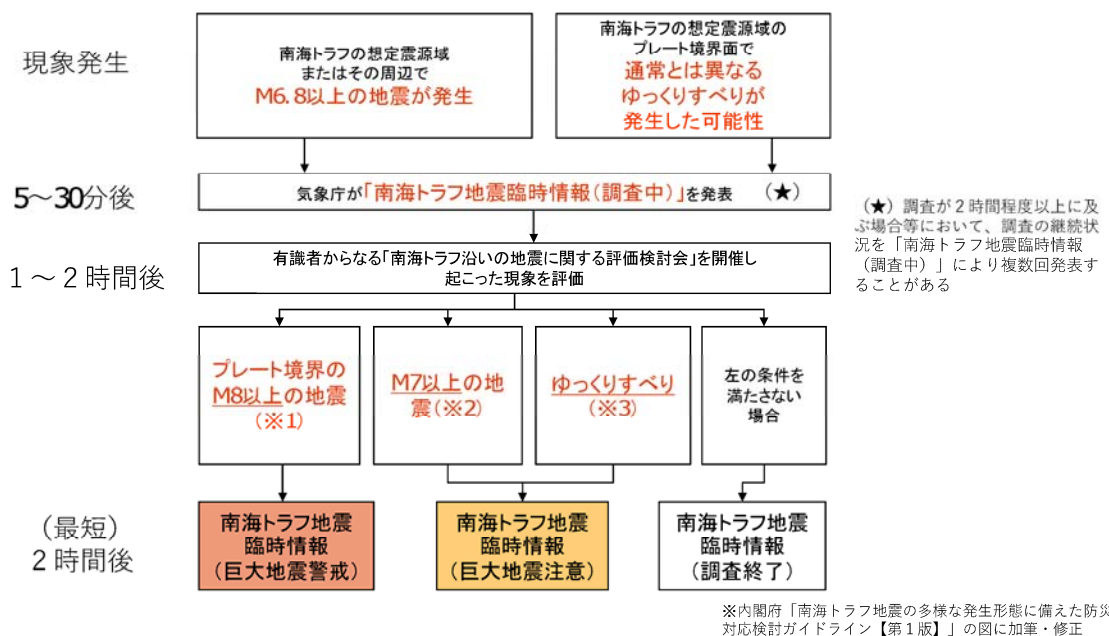 現象発生
南海トラフの想定震源域
またはその周辺で
M6.8以上の地震が発生
南海トラフの想定震源域の
プレート境界面で
通常とは異なる
ゆっくりすべりが
発生した可能性
5～30分後
気象庁が「南海トラフ地震臨時情報(調査中)」を発表 (★)
(★)調査が2時間程度以上に及
ぶ場合等において、調査の継続状
況を「南海トラフ地震臨時情報
(調査中)」により複数回発表す
ることがある
1～2時間後
有識者からなる「南海トラフ沿いの地震に関する評価検討会」を開催し
起こった現象を評価
プレート境界の
M8以上の地震
(※1)
M7以上の地
震(※2)
ゆっくりすべり
(※3)
左の条件を
満たさない
場合
(最短)
2時間後
南海トラフ地震
臨時情報
(巨大地震警戒)
南海トラフ地震
臨時情報
(巨大地震注意)
南海トラフ地震
臨時情報
(調査終了)
※内閣府「南海トラフ地震の多様な発生形態に備えた防災
対応検討ガイドライン【第1版】」の図に加筆・修正